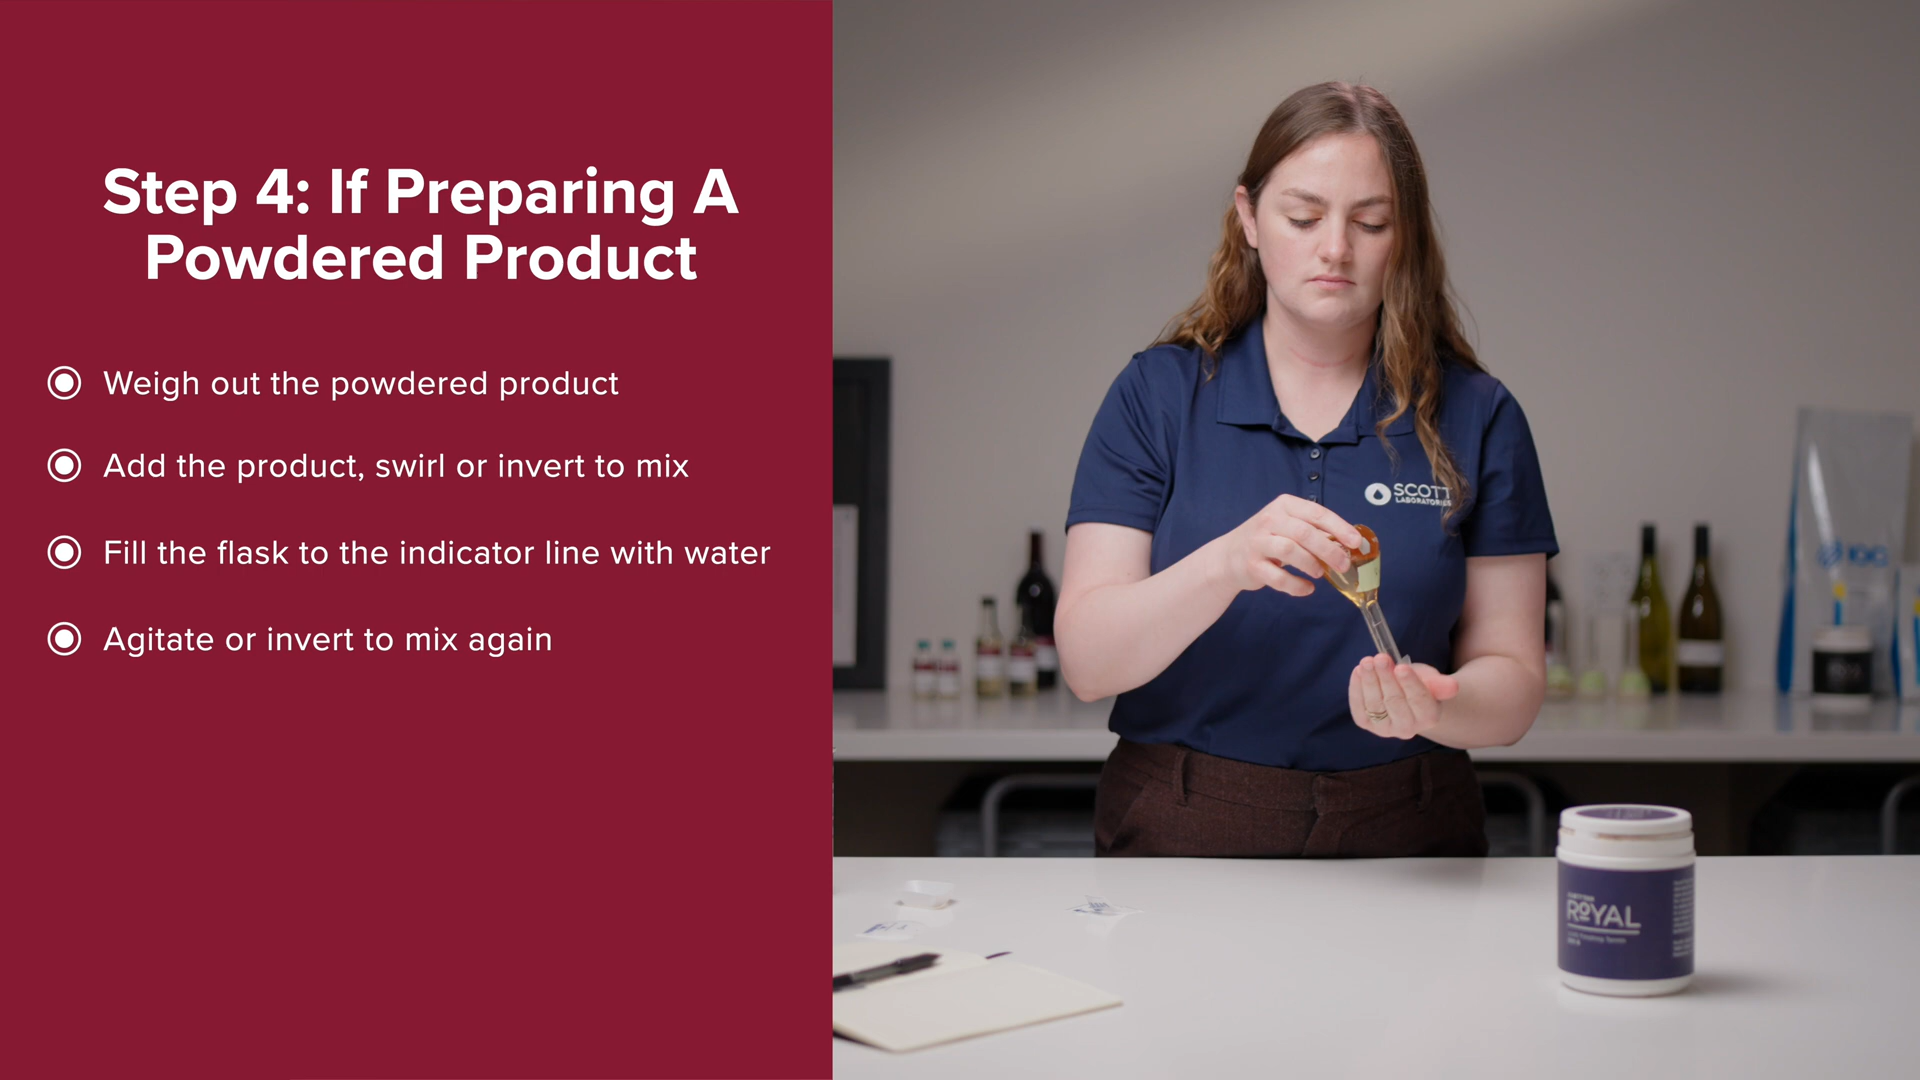 Step 4: If Preparing A
Powdered Product
Weigh out the powdered product
Add the product, swirl or invert to mix
Fill the flask to the indicator line with water
Agitate or invert to mix again
SCOTT
LABORATORIES
ROYAL